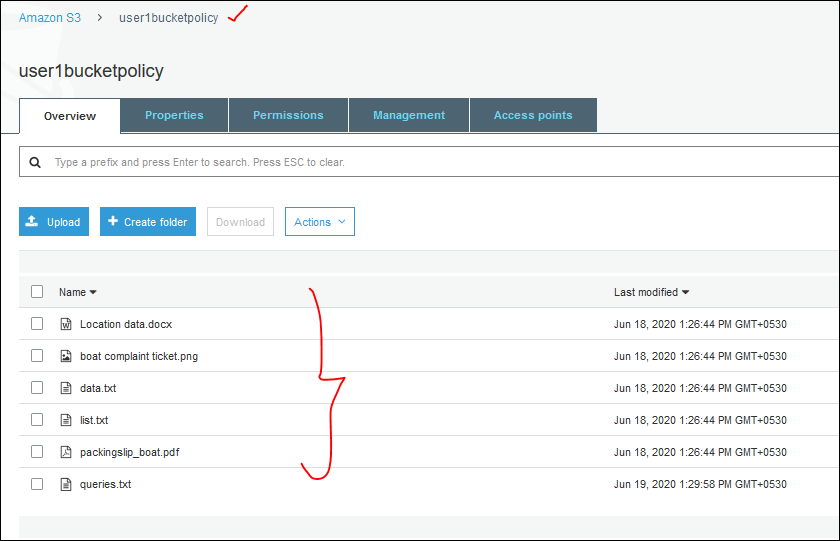 Amazon S3 > user1bucketpolicy
user1bucketpolicy
Overview Properties Permissions Management Access points
Type a prefix and press Enter to search. Press ESC to clear.
Upload + Create folder Download Actions
Name Last modified
Location data.docx Jun 18, 2020 1:26:44 PM GMT+0530
boat complaint ticket.png Jun 18, 2020 1:26:44 PM GMT+0530
data.txt Jun 18, 2020 1:26:44 PM GMT+0530
list.txt Jun 18, 2020 1:26:44 PM GMT+0530
packingslip_boat.pdf Jun 18, 2020 1:26:44 PM GMT+0530
queries.txt Jun 19, 2020 1:29:58 PM GMT+0530